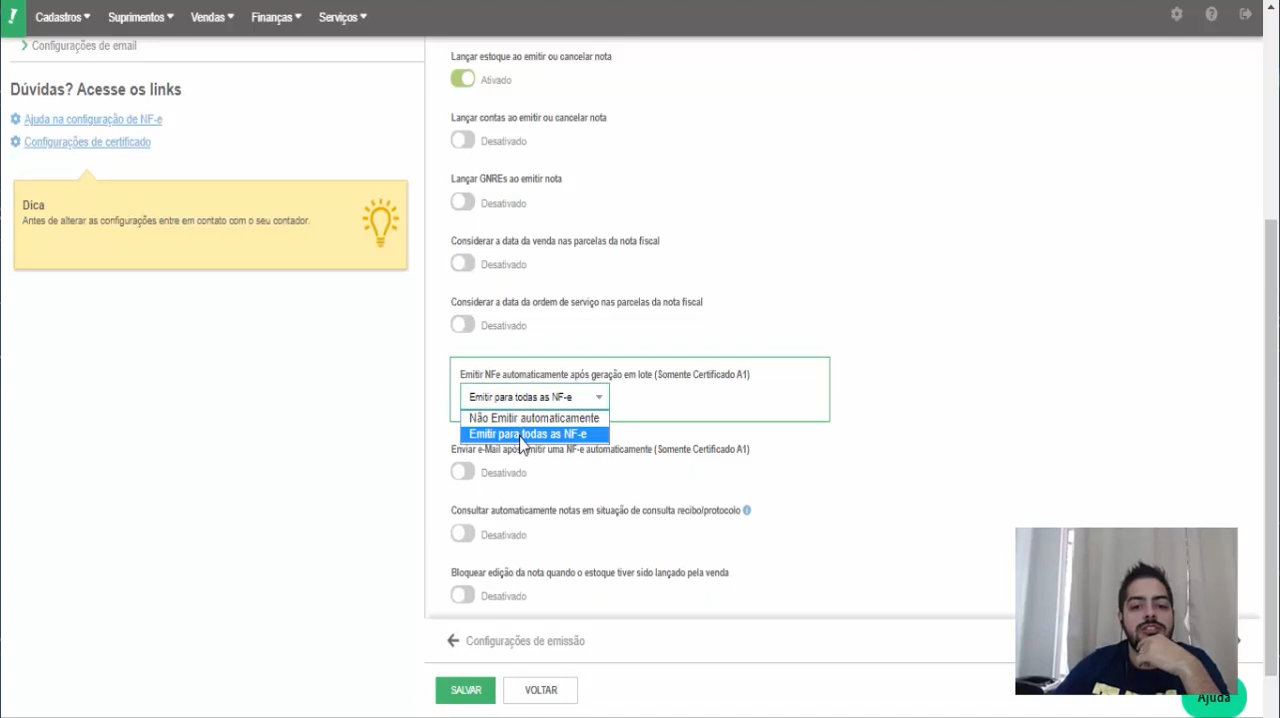 Cadastros
Suprimentos
Vendas
Finanças
Serviços
Configurações de email
Dúvidas? Acesse os links
Ajuda na configuração de NF-e
Configurações de certificado
Dica
Antes de alterar as configurações entre em contato com o seu contador.
Lançar estoque ao emitir ou cancelar nota
Ativado
Lançar contas ao emitir ou cancelar nota
Desativado
Lançar GNREs ao emitir nota
Desativado
Considerar a data da venda nas parcelas da nota fiscal
Desativado
Considerar a data da ordem de serviço nas parcelas da nota fiscal
Desativado
Emitir NFe automaticamente após geração em lote (Somente Certificado A1)
Emitir para todas as NF-e
Não Emitir automaticamente
Emitir para todas as NF-e
Enviar e-Mail após emitir uma NF-e automaticamente (Somente Certificado A1)
Desativado
Consultar automaticamente notas em situação de consulta recibo/protocolo
Desativado
Bloquear edição da nota quando o estoque tiver sido lançado pela venda
Desativado
Configurações de emissão
SALVAR
VOLTAR
Ajuda